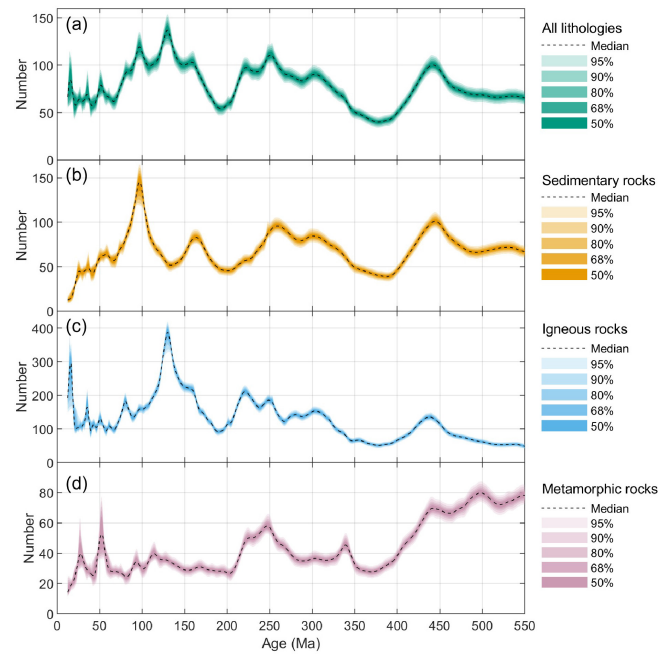 (a)
150
100
50
0
Number
All lithologies
Median
95%
90%
80%
68%
50%
(b)
150
100
50
0
Number
Sedimentary rocks
Median
95%
90%
80%
68%
50%
(c)
400
300
200
100
0
Number
Igneous rocks
Median
95%
90%
80%
68%
50%
(d)
80
60
40
20
0
Number
Metamorphic rocks
Median
95%
90%
80%
68%
50%
0 50 100 150 200 250 300 350 400 450 500 550
Age (Ma)